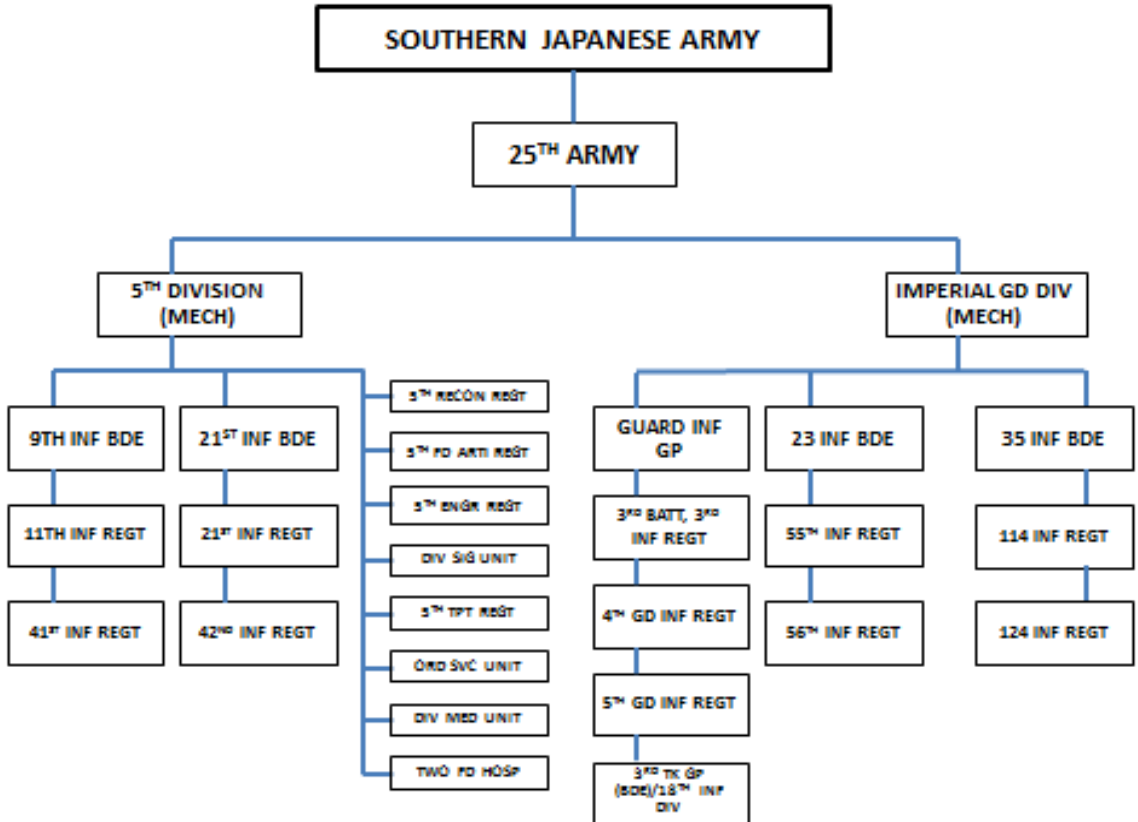 SOUTHERN JAPANESE ARMY
25TH ARMY
5TH DIVISION
(MECH)
IMPERIAL GD DIV
(MECH)
9TH INF BDE
21ST INF BDE
5TH RECON REGT
5TH FD ARTI REGT
5TH ENGR REGT
DIV SIG UNIT
5TH TPT REGT
ORD SVC UNIT
DIV MED UNIT
TWO FD HOSP
11TH INF REGT
21ST INF REGT
41ST INF REGT
42ND INF REGT
GUARD INF
GP
23 INF BDE
35 INF BDE
3RD BATT, 3RD
INF REGT
55TH INF REGT
114 INF REGT
4TH GD INF REGT
56TH INF REGT
124 INF REGT
5TH GD INF REGT
3RD TK GP
(BDE)/18TH INF
DIV